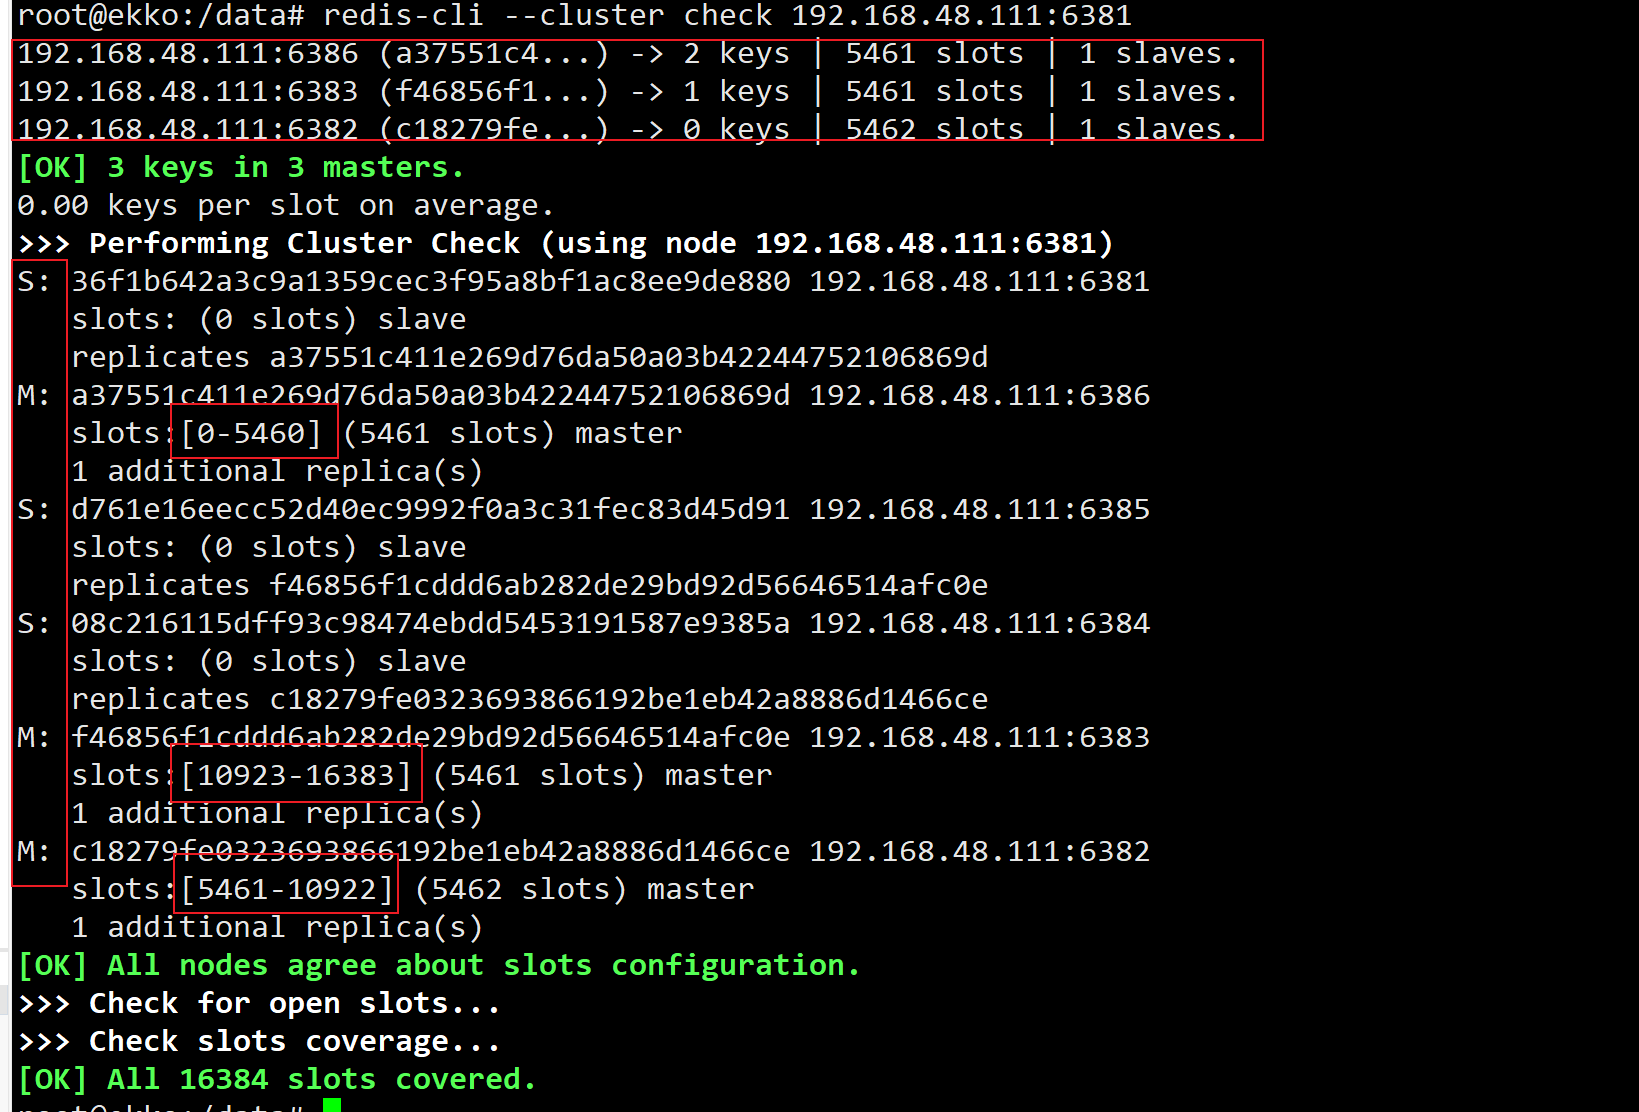 root@ekko:/data# redis-cli --cluster check 192.168.48.111:6381
192.168.48.111:6386 (a37551c4...) -> 2 keys | 5461 slots | 1 slaves.
192.168.48.111:6383 (f46856f1...) -> 1 keys | 5461 slots | 1 slaves.
192.168.48.111:6382 (c18279fe...) -> 0 keys | 5462 slots | 1 slaves.
[OK] 3 keys in 3 masters.
0.00 keys per slot on average.
>>> Performing Cluster Check (using node 192.168.48.111:6381)
S: 36f1b642a3c9a1359cec3f95a8bf1ac8ee9de880 192.168.48.111:6381
   slots: (0 slots) slave
   replicates a37551c411e269d76da50a03b42244752106869d
M: a37551c411e269d76da50a03b42244752106869d 192.168.48.111:6386
   slots:[0-5460] (5461 slots) master
   1 additional replica(s)
S: d761e16eecc52d40ec9992f0a3c31fec83d45d91 192.168.48.111:6385
   slots: (0 slots) slave
   replicates f46856f1cddd6ab282de29bd92d56646514afc0e
S: 08c216115dff93c98474ebdd5453191587e9385a 192.168.48.111:6384
   slots: (0 slots) slave
   replicates c18279fe0323693866192be1eb42a8886d1466ce
M: f46856f1cddd6ab282de29bd92d56646514afc0e 192.168.48.111:6383
   slots:[10923-16383] (5461 slots) master
   1 additional replica(s)
M: c18279fe0323693866192be1eb42a8886d1466ce 192.168.48.111:6382
   slots:[5461-10922] (5462 slots) master
   1 additional replica(s)
[OK] All nodes agree about slots configuration.
>>> Check for open slots...
>>> Check slots coverage...
[OK] All 16384 slots covered.
root@ekko:/data#